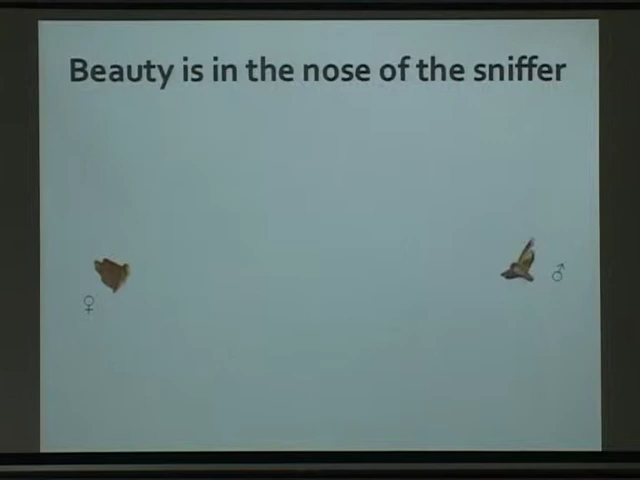 Beauty is in the nose of the sniffer
♀
♂